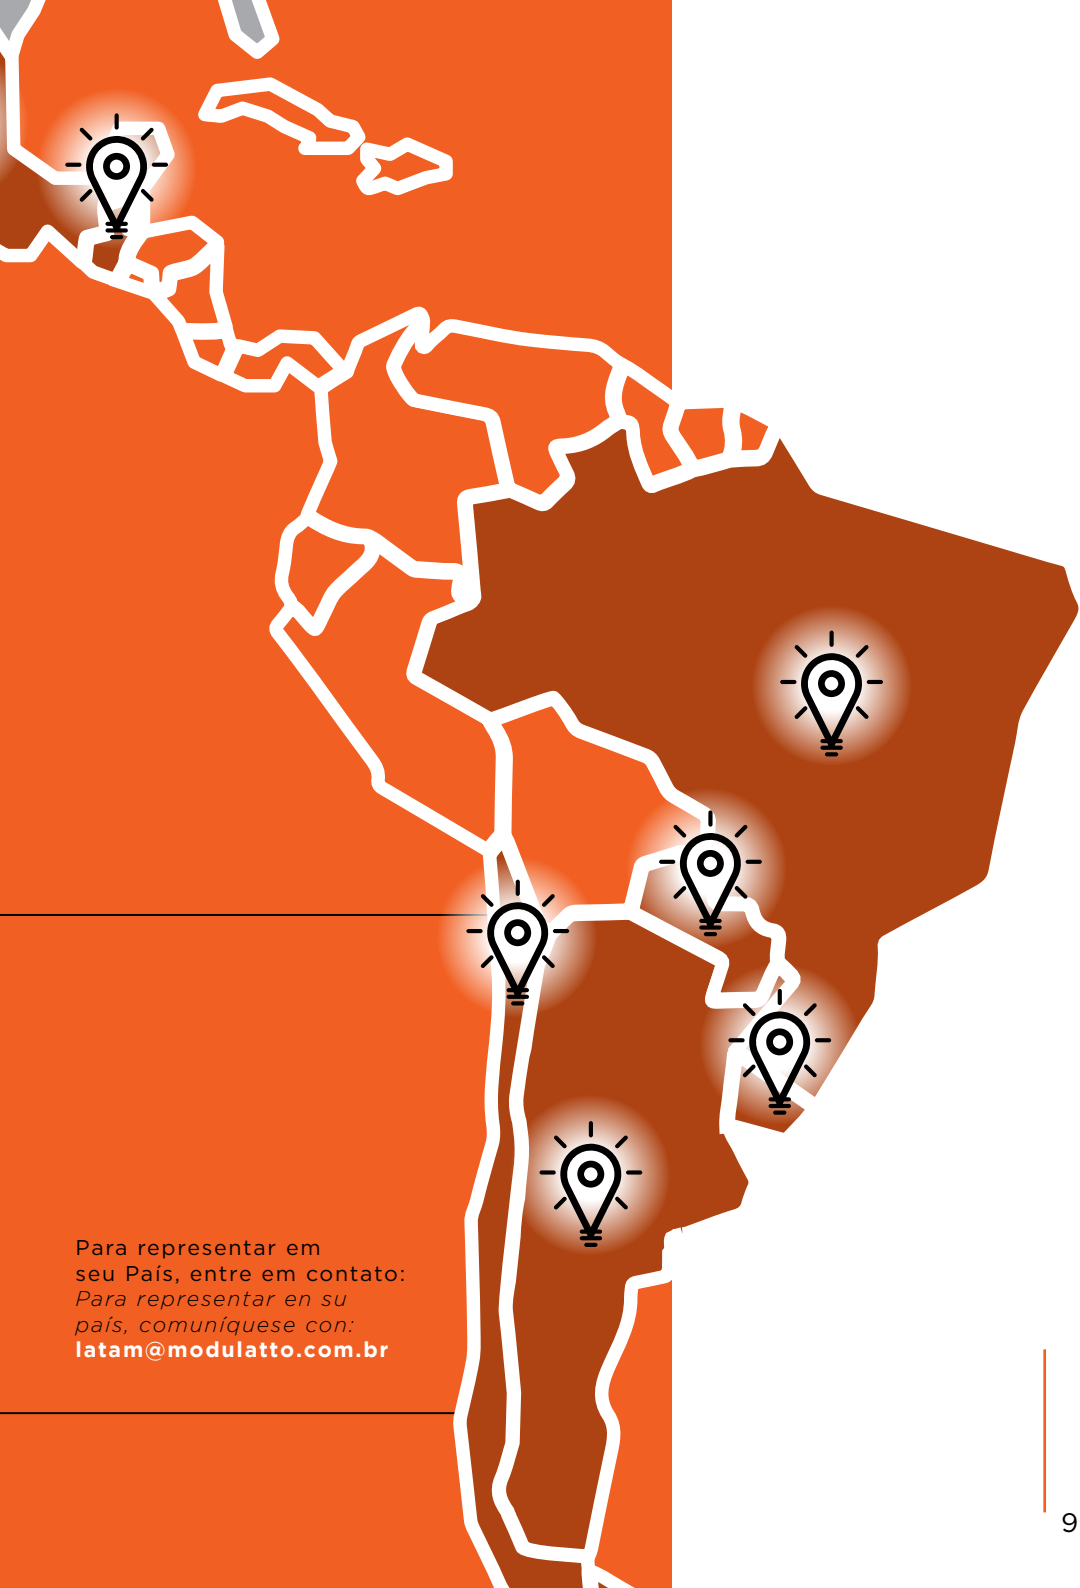 Para representar em
seu País, entre em contato:
Para representar en su
país, comuníquese con:
latam@modulatto.com.br
9